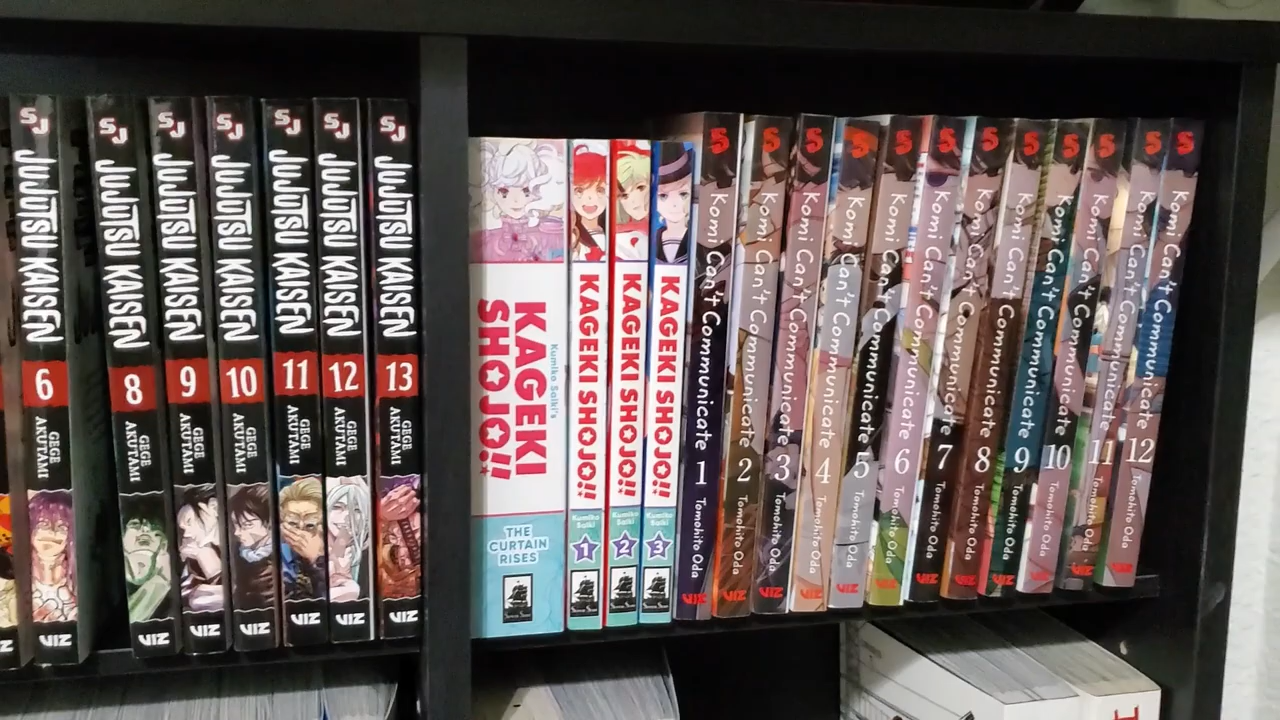 SJ
JUJUTSU KAISEN
6
GEGE
AKUTAMI
SJ
JUJUTSU KAISEN
8
GEGE
AKUTAMI
VIZ
SJ
JUJUTSU KAISEN
9
GEGE
AKUTAMI
VIZ
SJ
JUJUTSU KAISEN
10
GEGE
AKUTAMI
VIZ
SJ
JUJUTSU KAISEN
11
GEGE
AKUTAMI
VIZ
SJ
JUJUTSU KAISEN
12
GEGE
AKUTAMI
VIZ
SJ
JUJUTSU KAISEN
13
GEGE
AKUTAMI
VIZ
Kumiko Saiki's
KAGEKI
SHOJO!!
THE
CURTAIN
RISES
Seven Seas
KAGEKI SHOJO!!
Kumiko
Saiki
1
KAGEKI SHOJO!!
Kumiko
Saiki
2
KAGEKI SHOJO!!
Kumiko
Saiki
3
Komi Can't Communicate 1 Tomohito Oda
VIZ
Komi Can't Communicate 2 Tomohito Oda
VIZ
Komi Can't Communicate 3 Tomohito Oda
VIZ
Komi Can't Communicate 4 Tomohito Oda
VIZ
Komi Can't Communicate 5 Tomohito Oda
VIZ
Komi Can't Communicate 6 Tomohito Oda
VIZ
Komi Can't Communicate 7 Tomohito Oda
VIZ
Komi Can't Communicate 8 Tomohito Oda
VIZ
Komi Can't Communicate 9 Tomohito Oda
VIZ
Komi Can't Communicate 10 Tomohito Oda
VIZ
Komi Can't Communicate 11 Tomohito Oda
VIZ
Komi Can't Communicate 12 Tomohito Oda
VIZ